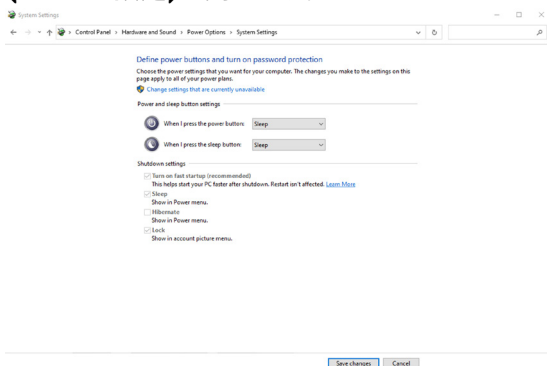 System Settings
Control Panel > Hardware and Sound > Power Options > System Settings
Define power buttons and turn on password protection
Choose the power settings that you want for your computer. The changes you make to the settings on this
page apply to all of your power plans.
Change settings that are currently unavailable
Power and sleep button settings
When I press the power button: Sleep
When I press the sleep button: Sleep
Shutdown settings
Turn on fast startup (recommended)
This helps start your PC faster after shutdown. Restart isn't affected. Learn More
Sleep
Show in Power menu.
Hibernate
Show in Power menu.
Lock
Show in account picture menu.
Save changes Cancel